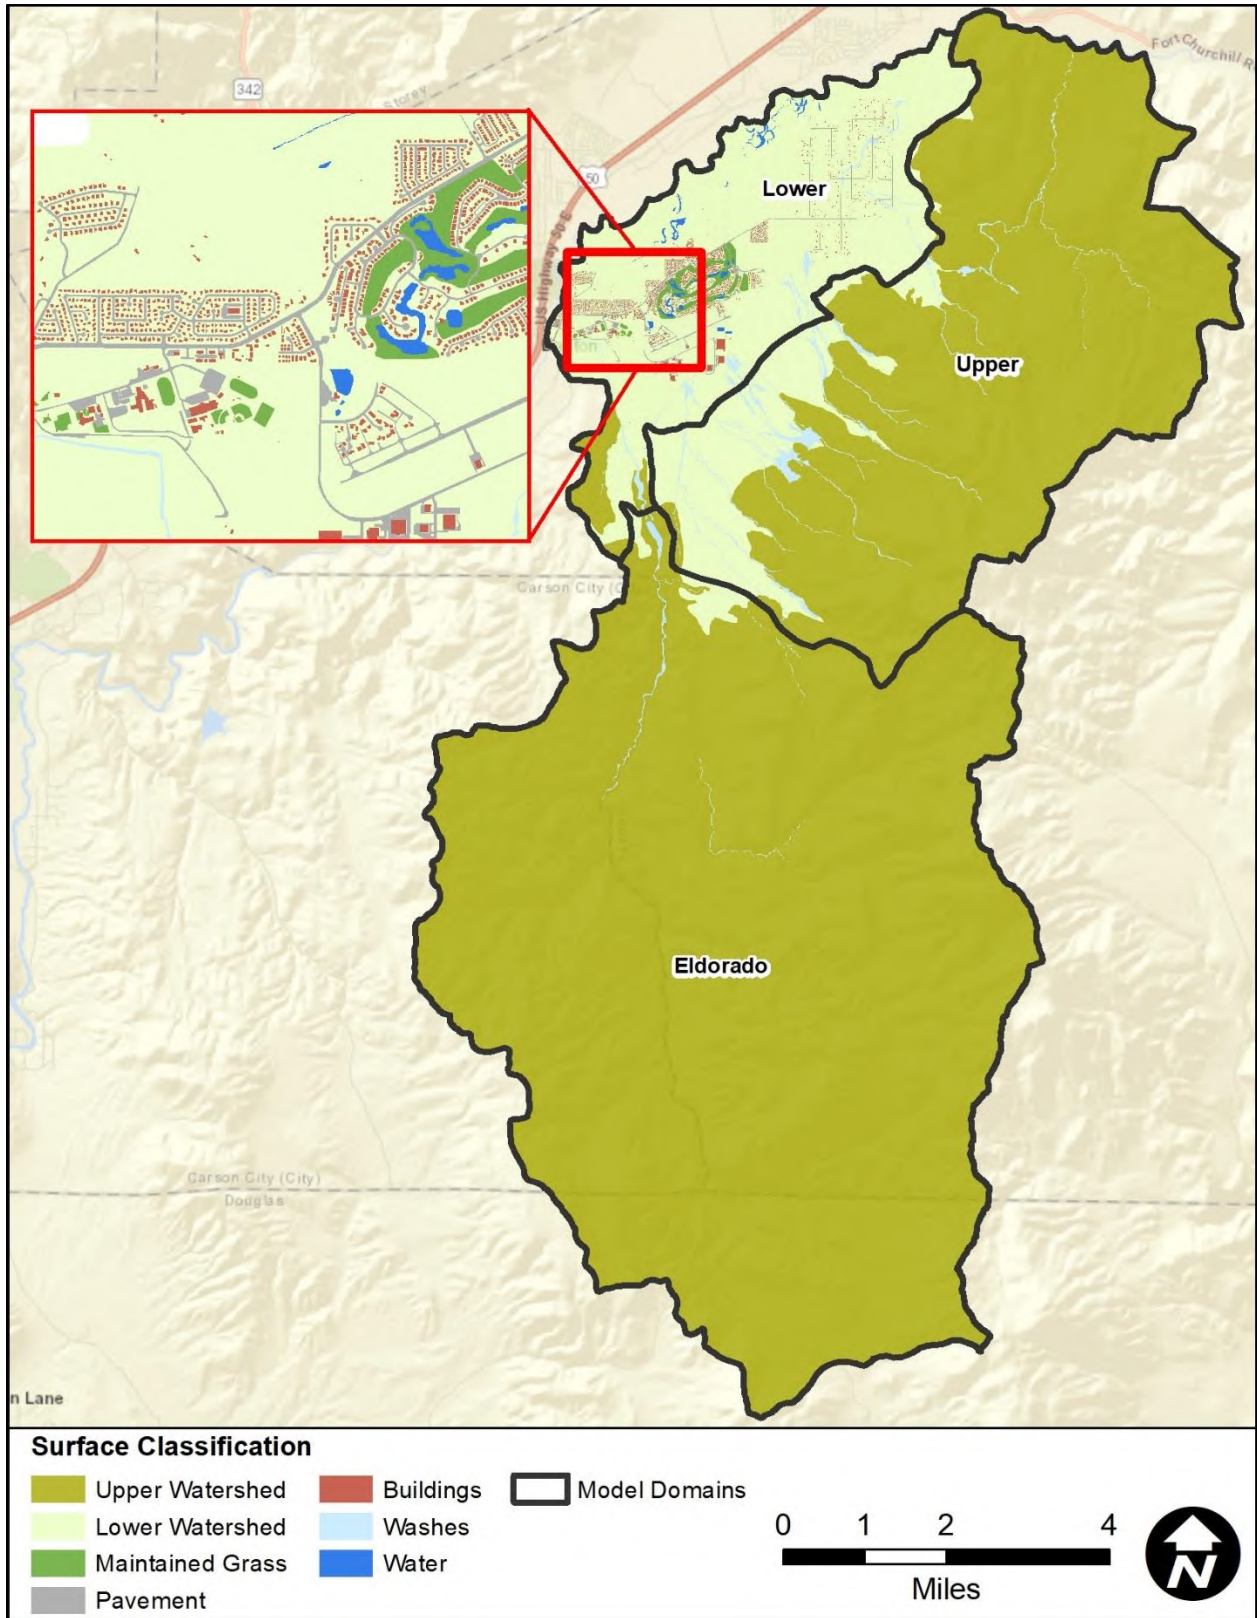 Fort Churchill R
342
Storey
50
Lower
US Highway 50 E
Upper
Carson City (C
Eldorado
Carson City (City)
Douglas
n Lane
Surface Classification
Upper Watershed
Lower Watershed
Maintained Grass
Pavement
Buildings
Washes
Water
Model Domains
0 1 2 4
Miles
N